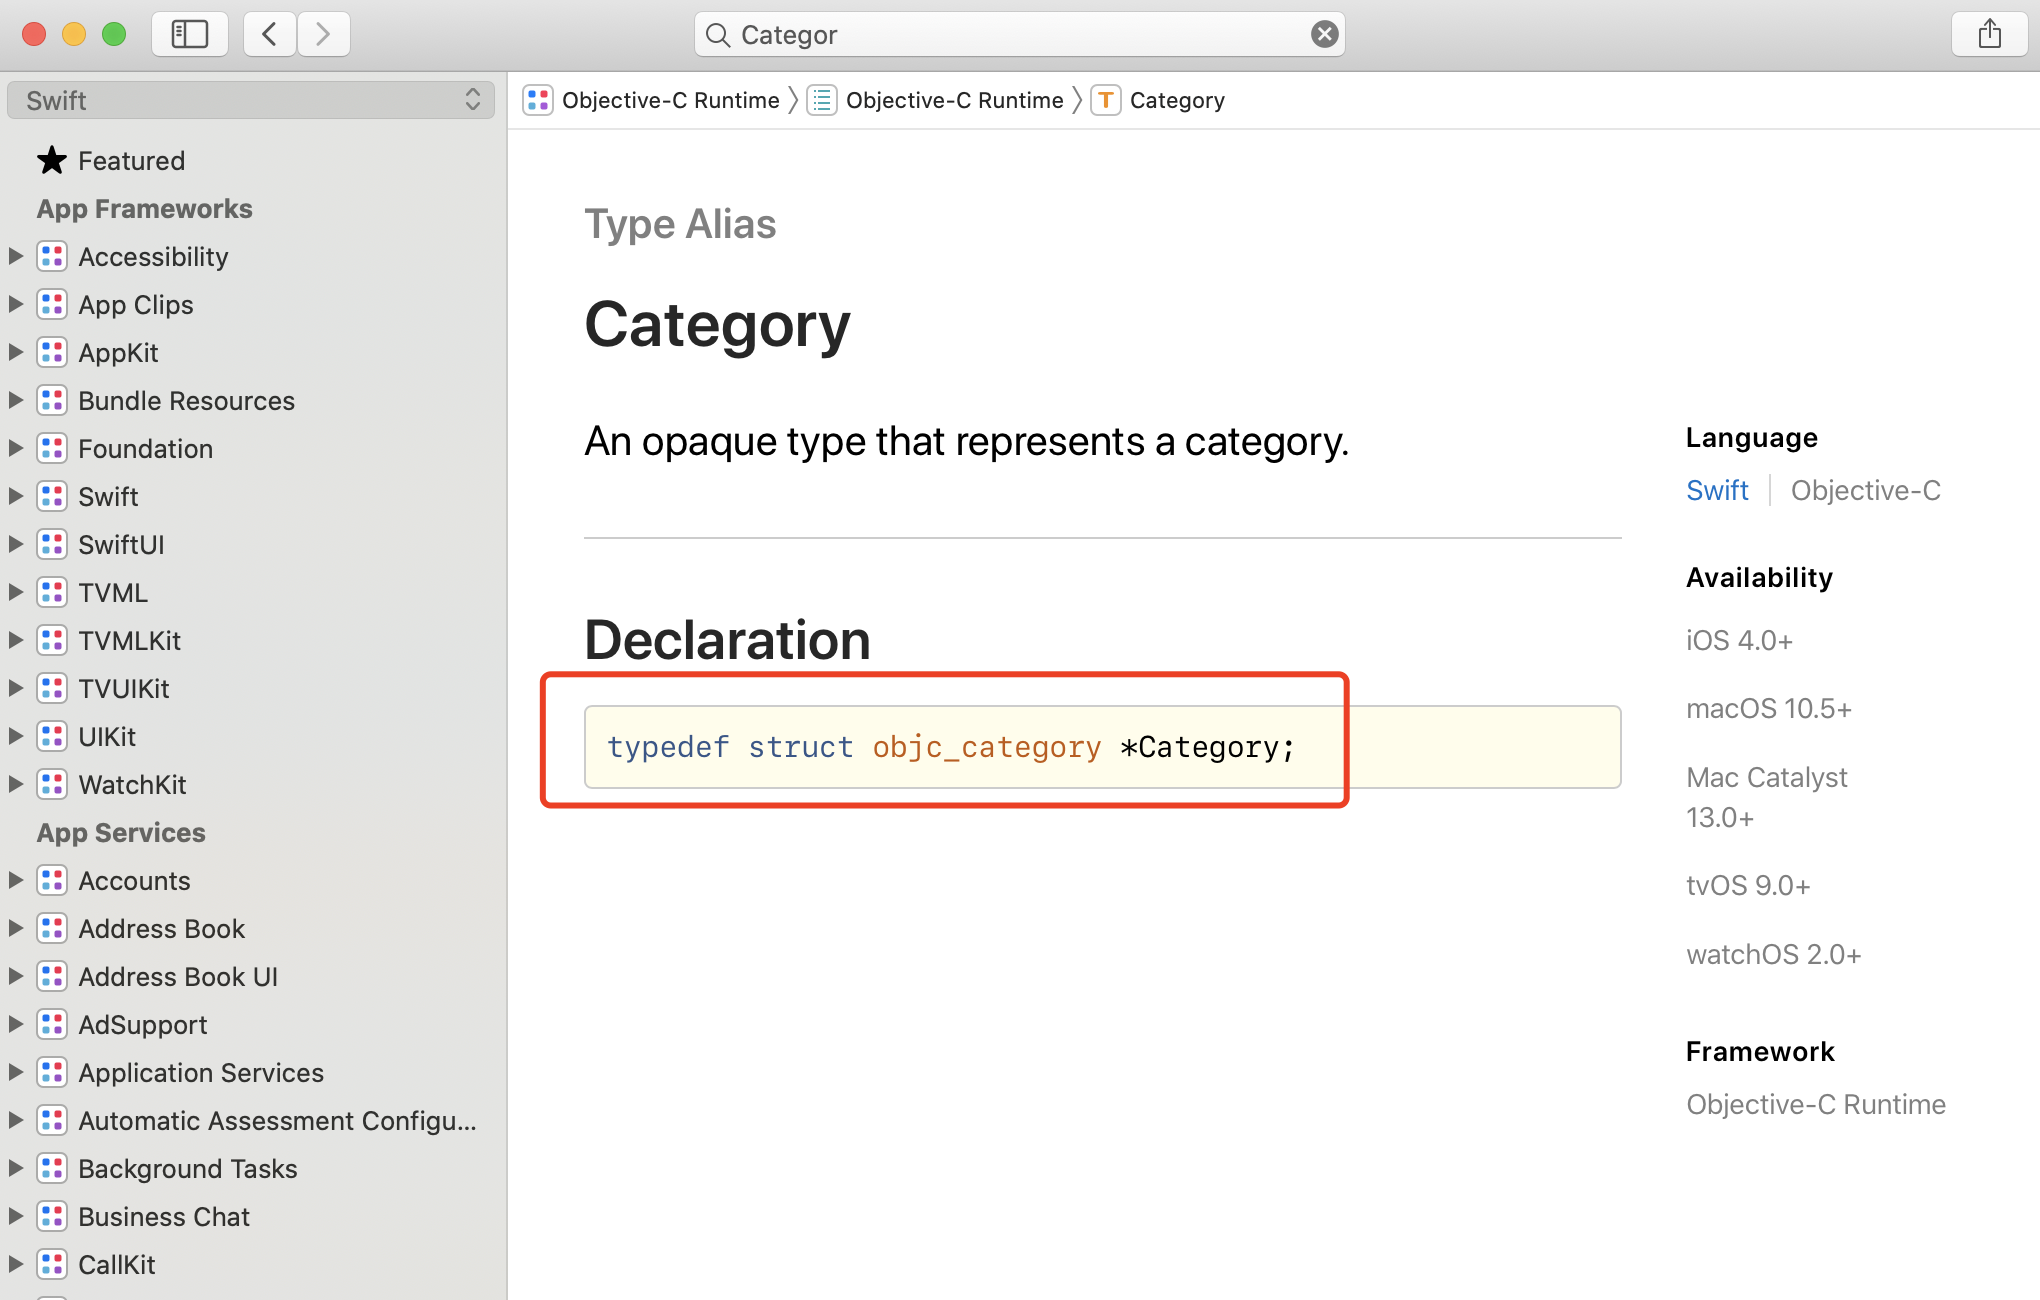 Categor
Swift
Featured
App Frameworks
Accessibility
App Clips
AppKit
Bundle Resources
Foundation
Swift
SwiftUI
TVML
TVMLKit
TVUIKit
UIKit
WatchKit
App Services
Accounts
Address Book
Address Book UI
AdSupport
Application Services
Automatic Assessment Configu...
Background Tasks
Business Chat
CallKit
Objective-C Runtime 〉 Objective-C Runtime 〉 T Category
Type Alias
Category
An opaque type that represents a category.
Declaration
typedef struct objc_category *Category;
Language
Swift | Objective-C
Availability
iOS 4.0+
macOS 10.5+
Mac Catalyst
13.0+
tvOS 9.0+
watchOS 2.0+
Framework
Objective-C Runtime